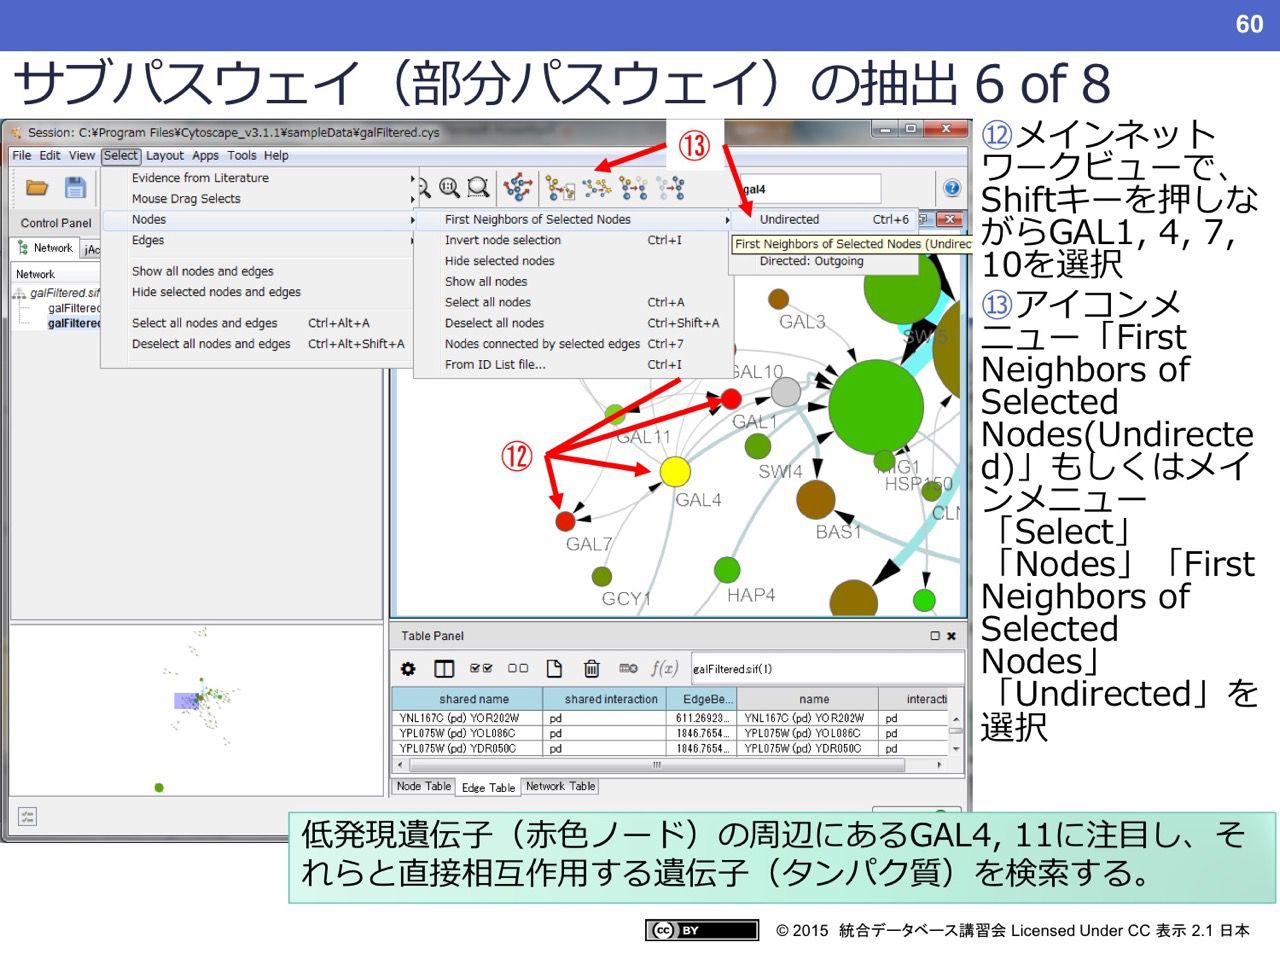 60
サブパスウェイ（部分パスウェイ）の抽出 6 of 8
Session: C:¥Program Files¥Cytoscape_v3.1.1¥sampleData¥galFiltered.cys
File Edit View Select Layout Apps Tools Help
Evidence from Literature
Mouse Drag Selects
Nodes
Edges
Show all nodes and edges
Hide selected nodes and edges
Select all nodes and edges Ctrl+Alt+A
Deselect all nodes and edges Ctrl+Alt+Shift+A
First Neighbors of Selected Nodes
Invert node selection Ctrl+I
Hide selected nodes
Show all nodes
Select all nodes Ctrl+A
Deselect all nodes Ctrl+Shift+A
Nodes connected by selected edges Ctrl+7
From ID List file... Ctrl+I
Undirected Ctrl+6
First Neighbors of Selected Nodes (Undirec
Directed: Outgoing
⑬
gal4
Control Panel
Network jAc
Network
galFiltered.sif
galFiltered
galFiltered
GAL3
SWI5
GAL10
GAL1
GAL11
SWI4
MIG1
HSP150
CLN
GAL4
BAS1
GAL7
GCY1
HAP4
⑫
Table Panel
f(x) galFiltered.sif(1)
shared name shared interaction EdgeBe... name interacti
YNL167C (pd) YOR202W pd 611.26923... YNL167C (pd) YOR202W pd
YPL075W (pd) YOL086C pd 1846.7654... YPL075W (pd) YOL086C pd
YPL075W (pd) YDR050C pd 1846.7654... YPL075W (pd) YDR050C pd
Node Table Edge Table Network Table
⑫メインネット
ワークビューで、
Shiftキーを押しな
がらGAL1, 4, 7,
10を選択
⑬アイコンメ
ニュー「First
Neighbors of
Selected
Nodes(Undirecte
d)」もしくはメイ
ンメニュー
「Select」
「Nodes」「First
Neighbors of
Selected
Nodes」
「Undirected」を
選択
低発現遺伝子（赤色ノード）の周辺にあるGAL4, 11に注目し、そ
れらと直接相互作用する遺伝子（タンパク質）を検索する。
cc BY
© 2015 統合データベース講習会 Licensed Under CC 表示 2.1 日本